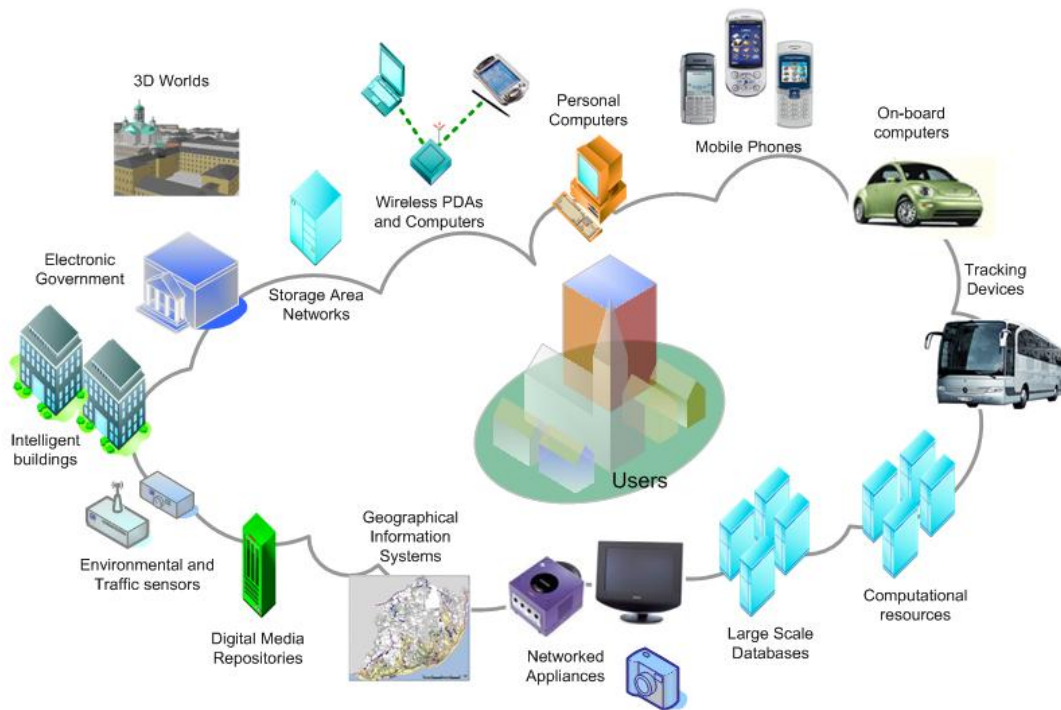 3D Worlds
Personal
Computers
Mobile Phones
On-board
computers
Wireless PDAs
and Computers
Electronic
Government
Storage Area
Networks
Tracking
Devices
Intelligent
buildings
Users
Environmental and
Traffic sensors
Geographical
Information
Systems
Digital Media
Repositories
Networked
Appliances
Large Scale
Databases
Computational
resources